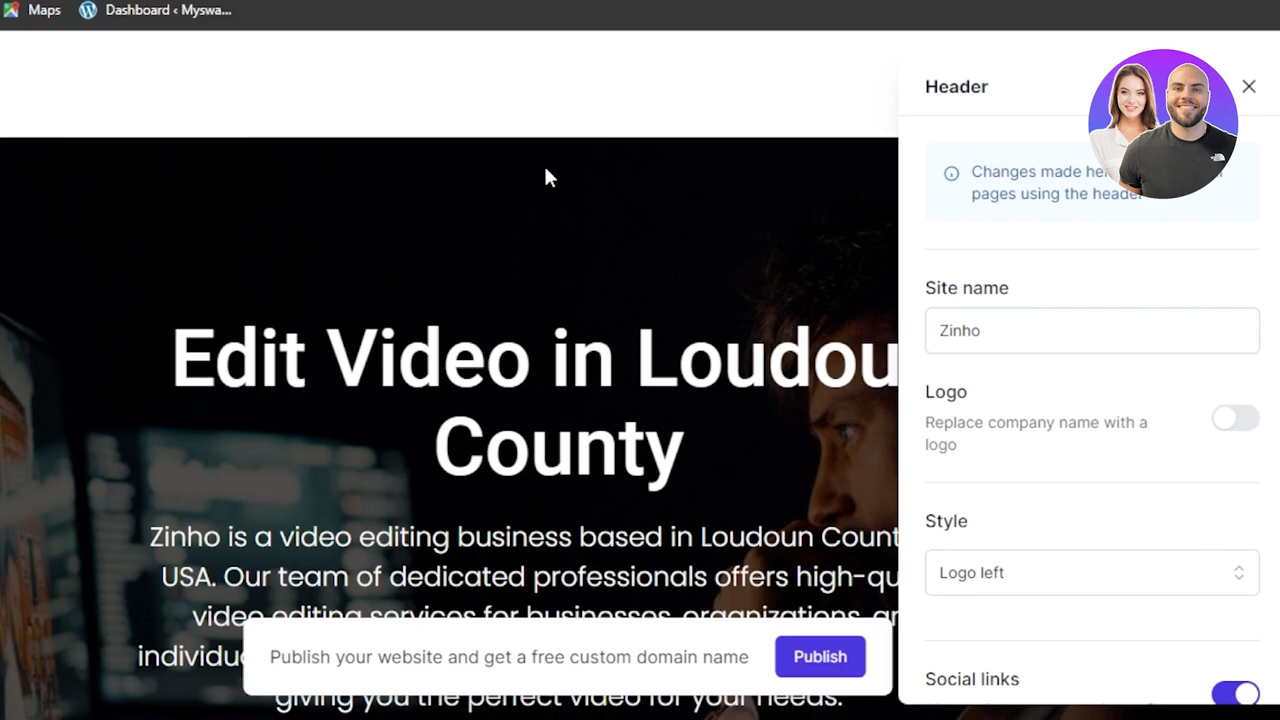 Maps
Dashboard ‹ Myswa...
Header
Changes made
pages using the header
Site name
Zinho
Logo
Replace company name with a
logo
Style
Logo left
Social links
Edit Video in Loudou
County
Zinho is a video editing business based in Loudoun Count
USA. Our team of dedicated professionals offers high-qu
video editing services for businesses, organizations,
individu
giving you the perfect video for your needs.
Publish your website and get a free custom domain name
Publish